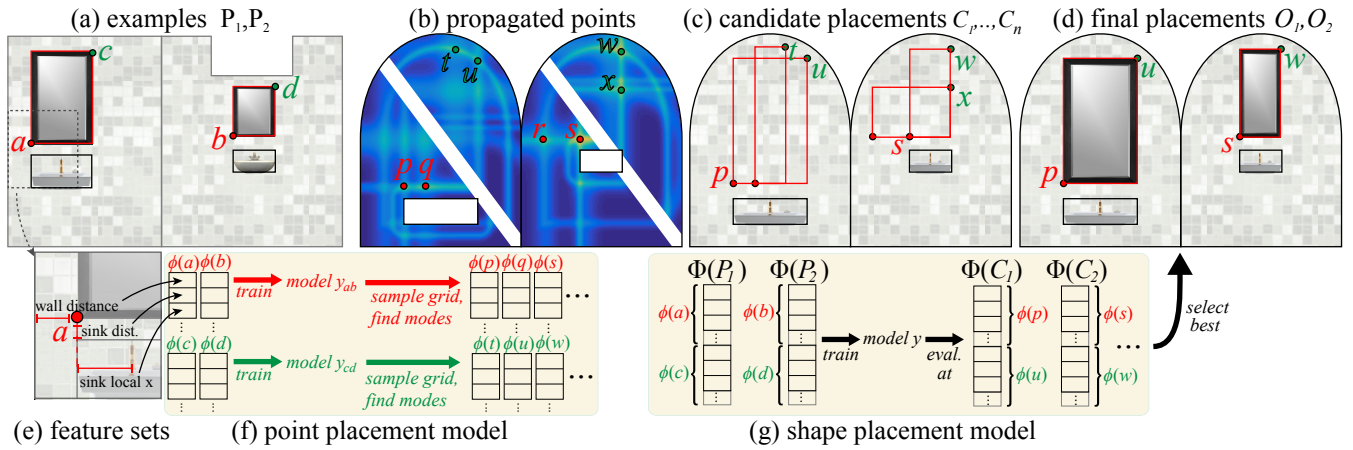 (a) examples P₁,P₂
(b) propagated points
(c) candidate placements C₁,..,Cₙ
(d) final placements O₁,O₂
c
d
a
b
t
u
w
x
r
s
p
q
t
u
w
x
p
s
u
w
p
s
wall distance
a
sink dist.
sink local x
ϕ(a) ϕ(b)
train
model y_ab
sample grid,
find modes
ϕ(p) ϕ(q) ϕ(s)
...
ϕ(c) ϕ(d)
train
model y_cd
sample grid,
find modes
ϕ(t) ϕ(u) ϕ(w)
...
Φ(P₁)
Φ(P₂)
Φ(C₁)
Φ(C₂)
ϕ(a)
ϕ(b)
ϕ(p)
ϕ(s)
train
model y
eval.
at
...
select
best
ϕ(c)
ϕ(d)
ϕ(u)
ϕ(w)
(e) feature sets
(f) point placement model
(g) shape placement model